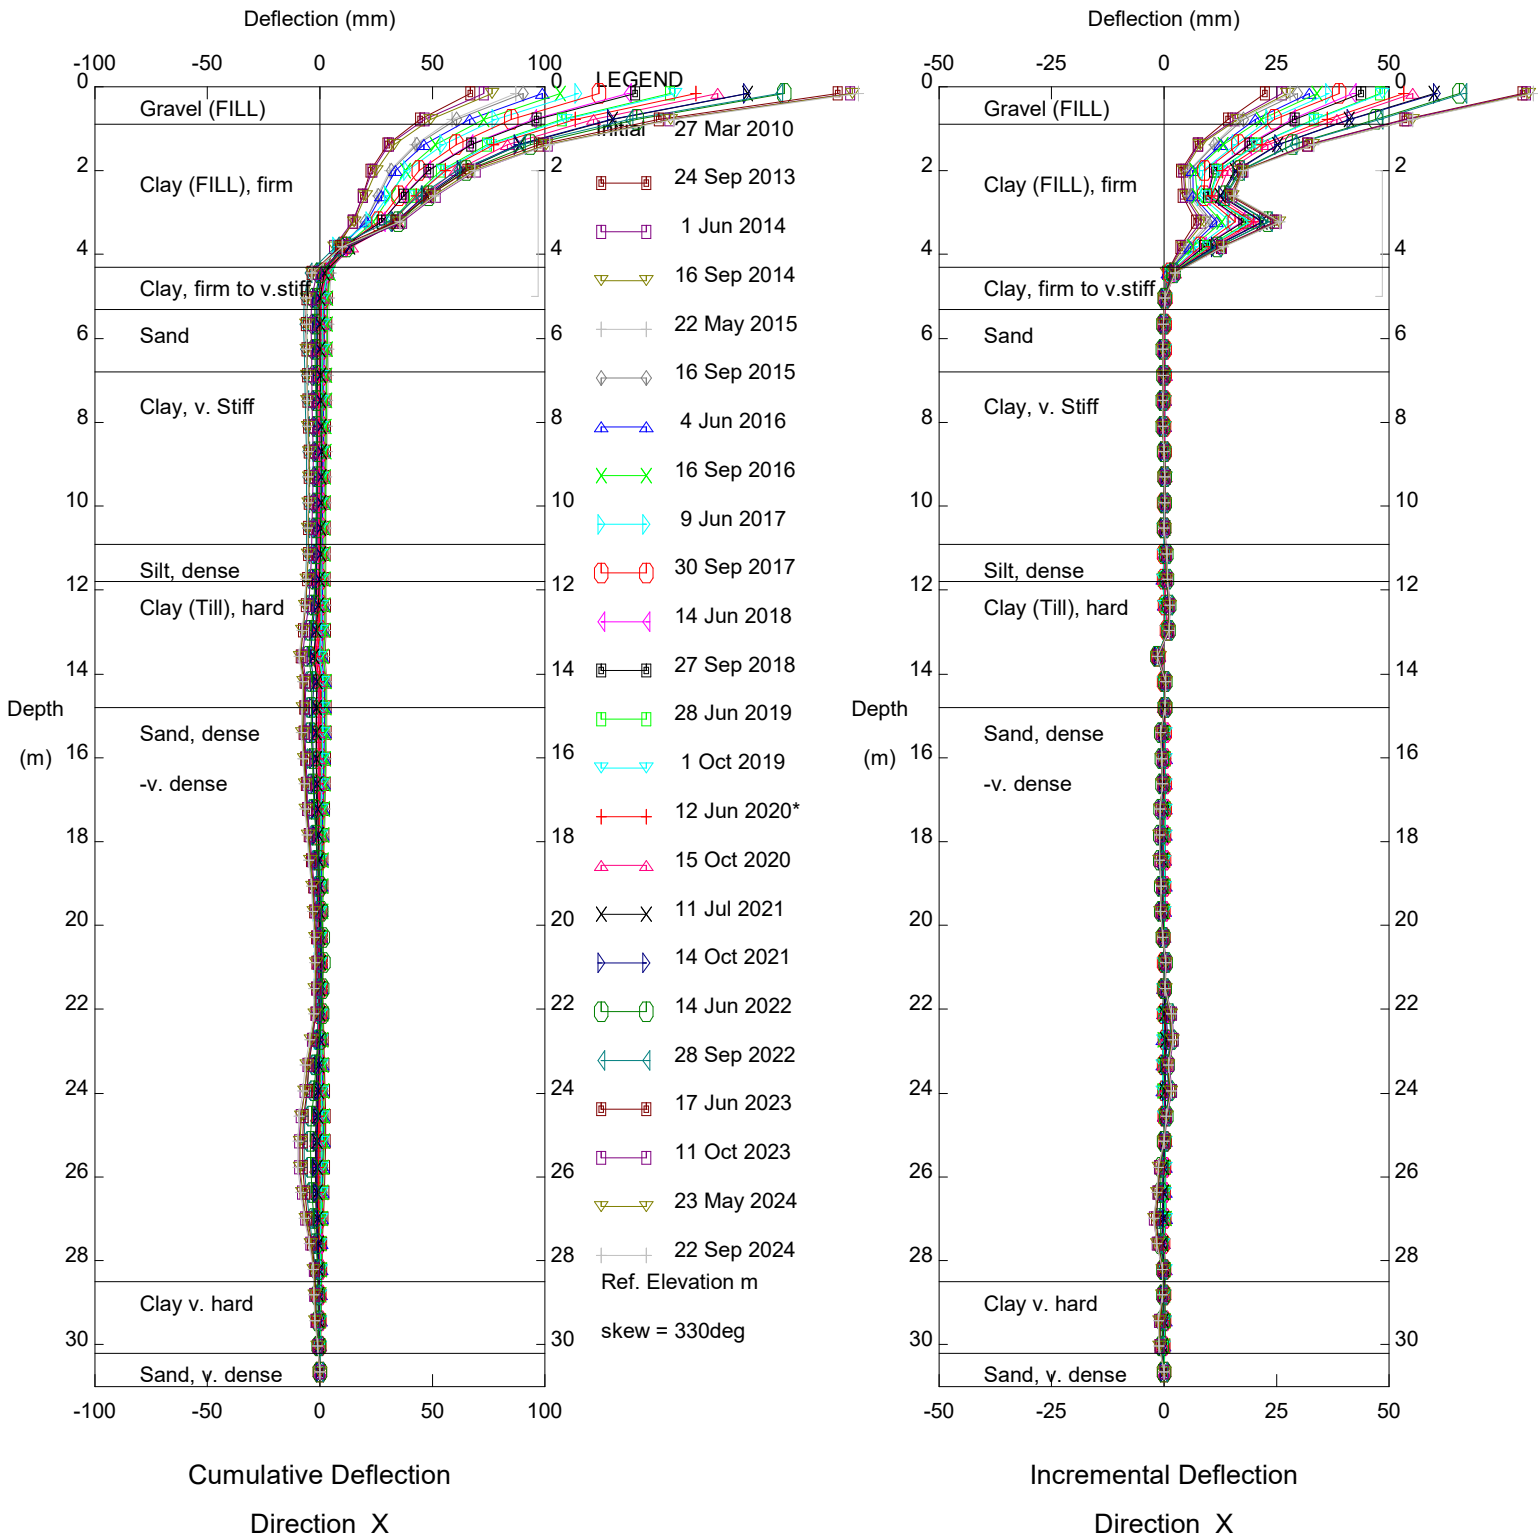 Deflection (mm)
-100 -50 0 50 100
0
Gravel (FILL)
2
Clay (FILL), firm
4
Clay, firm to v.stiff
6
Sand
8
Clay, v. Stiff
10
Silt, dense
12
Clay (Till), hard
14
Depth
(m)
Sand, dense
16
-v. dense
18
20
22
24
26
28
Clay v. hard
30
Sand, v. dense
-100 -50 0 50 100
Cumulative Deflection
Direction X
0
2
4
6
8
10
12
14
16
18
20
22
24
26
28
30
LEGEND
Initial 27 Mar 2010
24 Sep 2013
1 Jun 2014
16 Sep 2014
22 May 2015
16 Sep 2015
4 Jun 2016
16 Sep 2016
9 Jun 2017
30 Sep 2017
14 Jun 2018
27 Sep 2018
28 Jun 2019
1 Oct 2019
12 Jun 2020*
15 Oct 2020
11 Jul 2021
14 Oct 2021
14 Jun 2022
28 Sep 2022
17 Jun 2023
11 Oct 2023
23 May 2024
22 Sep 2024
Ref. Elevation m
skew = 330deg
Deflection (mm)
-50 -25 0 25 50
0
Gravel (FILL)
2
Clay (FILL), firm
4
Clay, firm to v.stiff
6
Sand
8
Clay, v. Stiff
10
Silt, dense
12
Clay (Till), hard
14
Depth
(m)
Sand, dense
16
-v. dense
18
20
22
24
26
28
Clay v. hard
30
Sand, v. dense
-50 -25 0 25 50
Incremental Deflection
Direction X
0
2
4
6
8
10
12
14
16
18
20
22
24
26
28
30